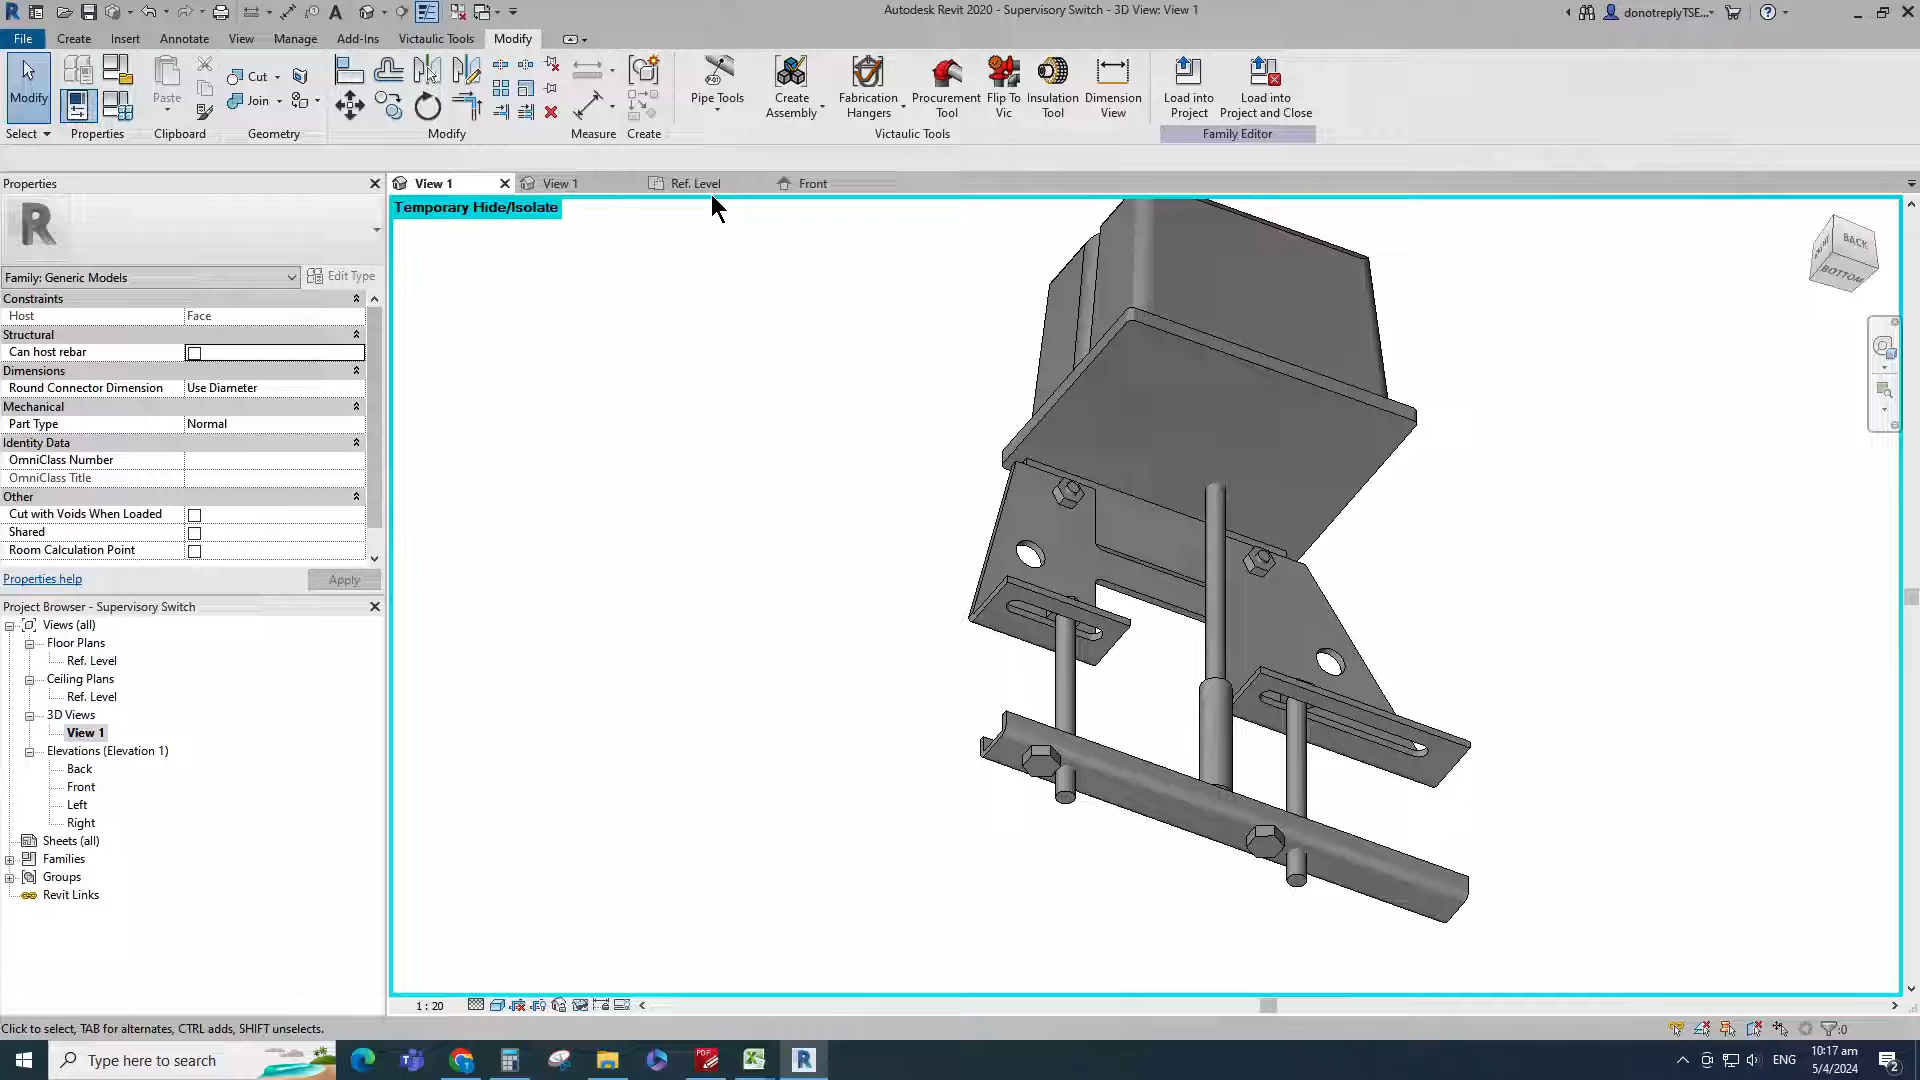 Autodesk Revit 2020 - Supervisory Switch - 3D View: View 1
donotreplyTSE...
File
Create
Insert
Annotate
View
Manage
Add-Ins
Victaulic Tools
Modify
Modify
Select
Properties
Paste
Clipboard
Cut
Join
Geometry
Modify
Measure
Create
Pipe Tools
Create Assembly
Fabrication Hangers
Procurement Tool
Flip To Vic
Insulation Tool
Dimension View
Victaulic Tools
Load into Project
Load into Project and Close
Family Editor
Properties
View 1
View 1
Ref. Level
Front
Temporary Hide/Isolate
BACK
BOTTOM
Family: Generic Models
Edit Type
Constraints
Host Face
Structural
Can host rebar
Dimensions
Round Connector Dimension Use Diameter
Mechanical
Part Type Normal
Identity Data
OmniClass Number
OmniClass Title
Other
Cut with Voids When Loaded
Shared
Room Calculation Point
Properties help
Apply
Project Browser - Supervisory Switch
Views (all)
Floor Plans
Ref. Level
Ceiling Plans
Ref. Level
3D Views
View 1
Elevations (Elevation 1)
Back
Front
Left
Right
Sheets (all)
Families
Groups
Revit Links
1 : 20
Click to select, TAB for alternates, CTRL adds, SHIFT unselects.
:0
Type here to search
ENG
10:17 am
5/4/2024
2